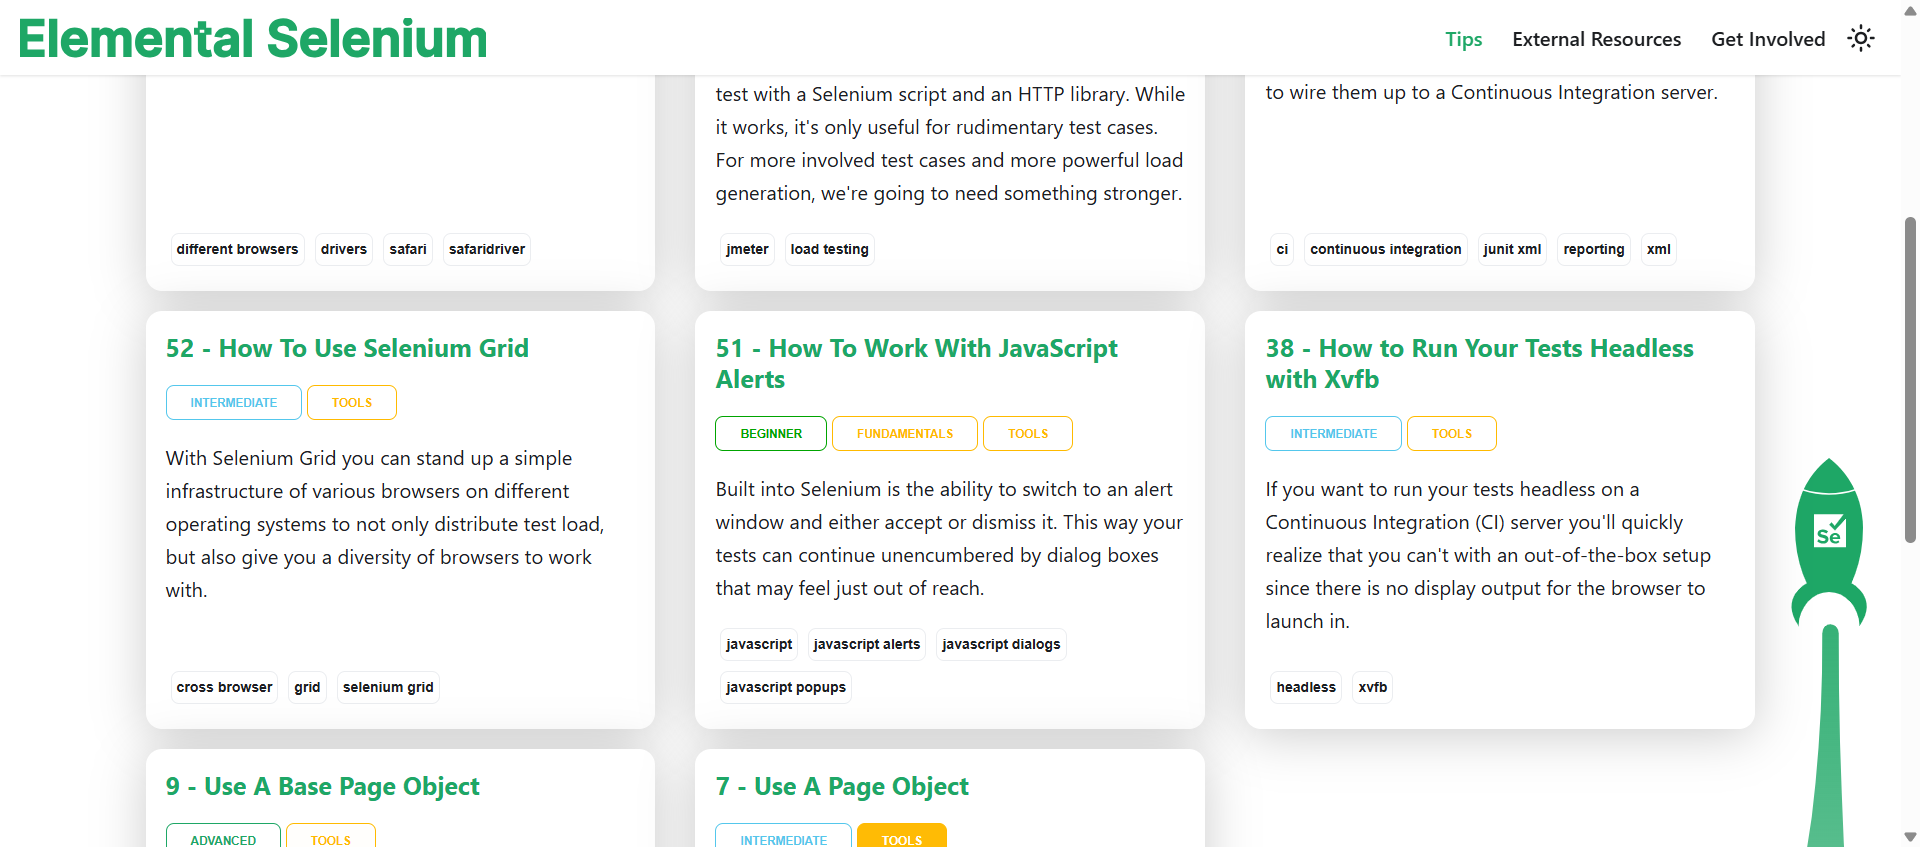 Elemental Selenium
Tips
External Resources
Get Involved
different browsers
drivers
safari
safaridriver
test with a Selenium script and an HTTP library. While
it works, it's only useful for rudimentary test cases.
For more involved test cases and more powerful load
generation, we're going to need something stronger.
jmeter
load testing
to wire them up to a Continuous Integration server.
ci
continuous integration
junit xml
reporting
xml
52 - How To Use Selenium Grid
INTERMEDIATE
TOOLS
With Selenium Grid you can stand up a simple
infrastructure of various browsers on different
operating systems to not only distribute test load,
but also give you a diversity of browsers to work
with.
cross browser
grid
selenium grid
51 - How To Work With JavaScript
Alerts
BEGINNER
FUNDAMENTALS
TOOLS
Built into Selenium is the ability to switch to an alert
window and either accept or dismiss it. This way your
tests can continue unencumbered by dialog boxes
that may feel just out of reach.
javascript
javascript alerts
javascript dialogs
javascript popups
38 - How to Run Your Tests Headless
with Xvfb
INTERMEDIATE
TOOLS
If you want to run your tests headless on a
Continuous Integration (CI) server you'll quickly
realize that you can't with an out-of-the-box setup
since there is no display output for the browser to
launch in.
headless
xvfb
Se
9 - Use A Base Page Object
ADVANCED
TOOLS
7 - Use A Page Object
INTERMEDIATE
TOOLS